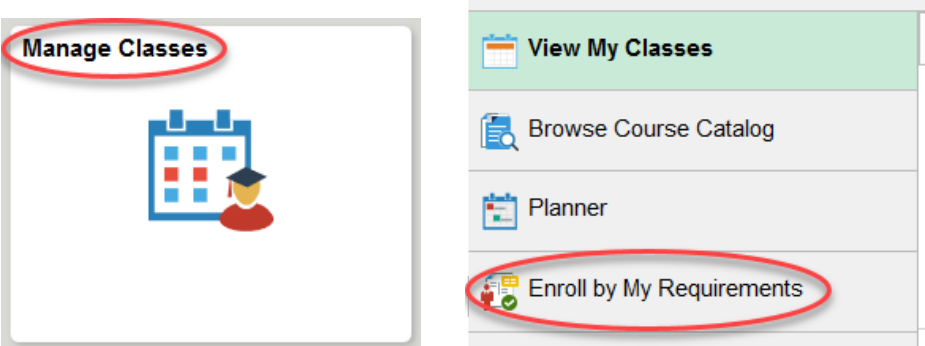 Manage Classes
View My Classes
Browse Course Catalog
Planner
Enroll by My Requirements